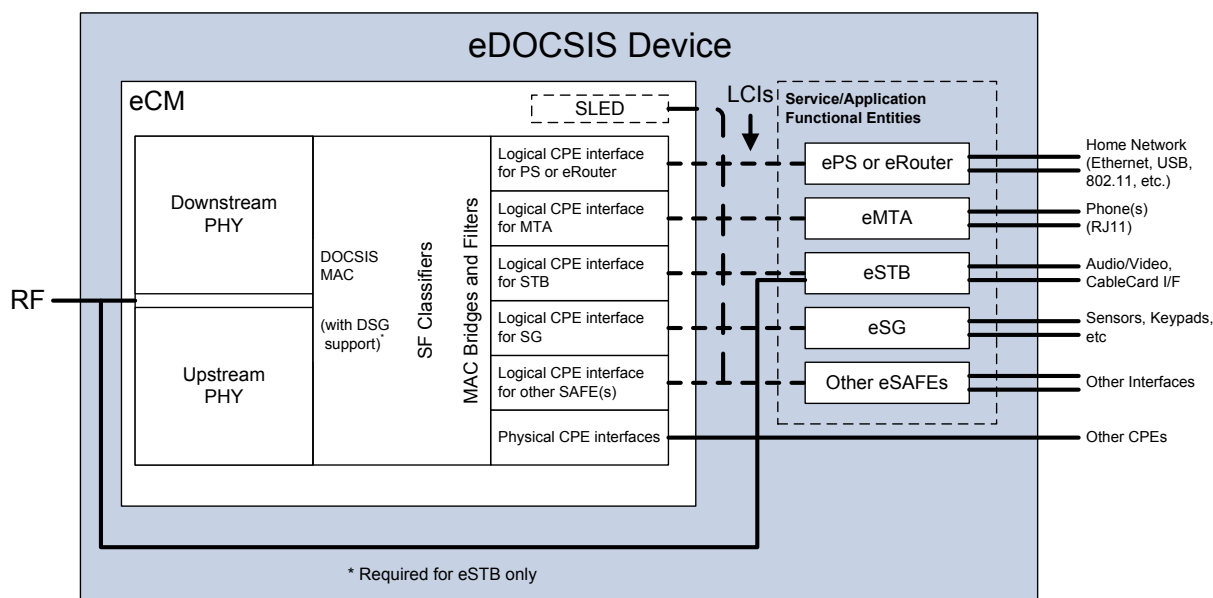 eDOCSIS Device
eCM
SLED
LCIs
Service/Application
Functional Entities
RF
Downstream
PHY
Upstream
PHY
DOCSIS
MAC
(with DSG
support)*
SF Classifiers
MAC Bridges and Filters
Logical CPE interface
for PS or eRouter
Logical CPE interface
for MTA
Logical CPE interface
for STB
Logical CPE interface
for SG
Logical CPE interface
for other SAFE(s)
Physical CPE interfaces
ePS or eRouter
eMTA
eSTB
eSG
Other eSAFEs
Home Network
(Ethernet, USB,
802.11, etc.)
Phone(s)
(RJ11)
Audio/Video,
CableCard I/F
Sensors, Keypads,
etc
Other Interfaces
Other CPEs
* Required for eSTB only